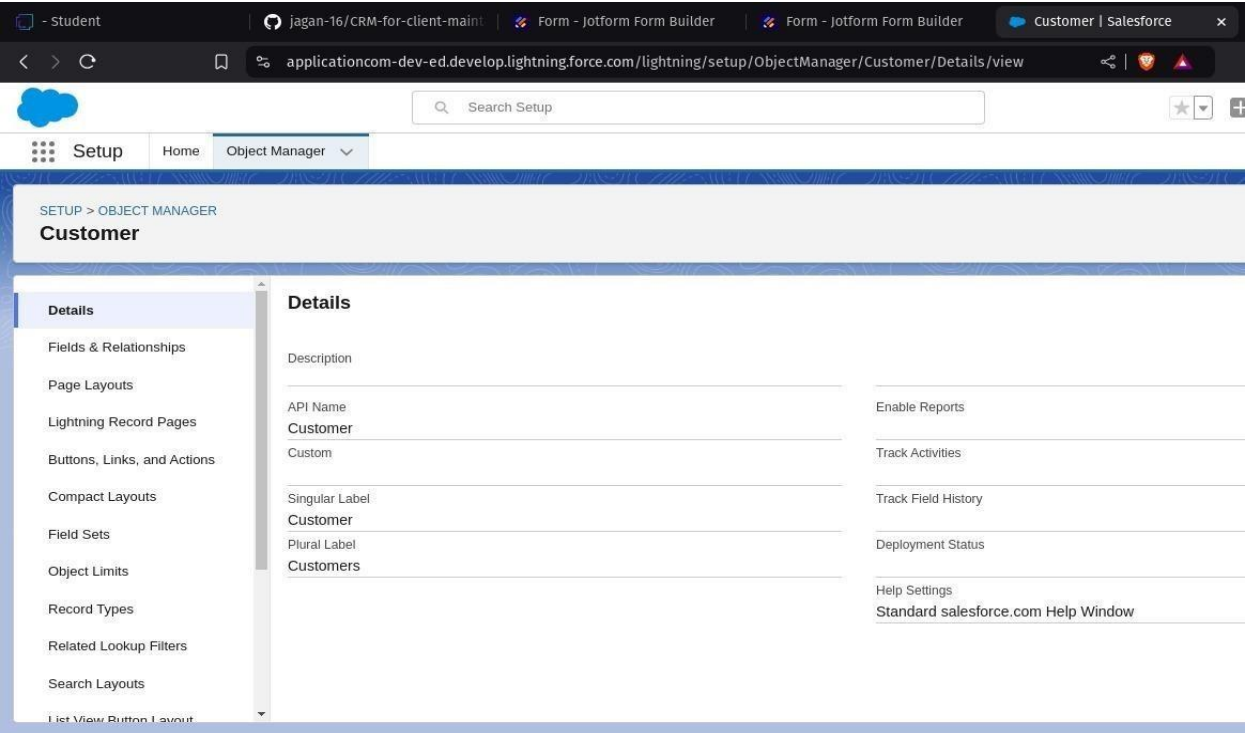 - Student
jagan-16/CRM-for-client-maint
Form - Jotform Form Builder
Form - Jotform Form Builder
Customer | Salesforce
applicationcom-dev-ed.develop.lightning.force.com/lightning/setup/ObjectManager/Customer/Details/view
Search Setup
Setup
Home
Object Manager
SETUP > OBJECT MANAGER
Customer
Details
Fields & Relationships
Page Layouts
Lightning Record Pages
Buttons, Links, and Actions
Compact Layouts
Field Sets
Object Limits
Record Types
Related Lookup Filters
Search Layouts
List View Button Layout
Details
Description
API Name
Customer
Custom
Singular Label
Customer
Plural Label
Customers
Enable Reports
Track Activities
Track Field History
Deployment Status
Help Settings
Standard salesforce.com Help Window